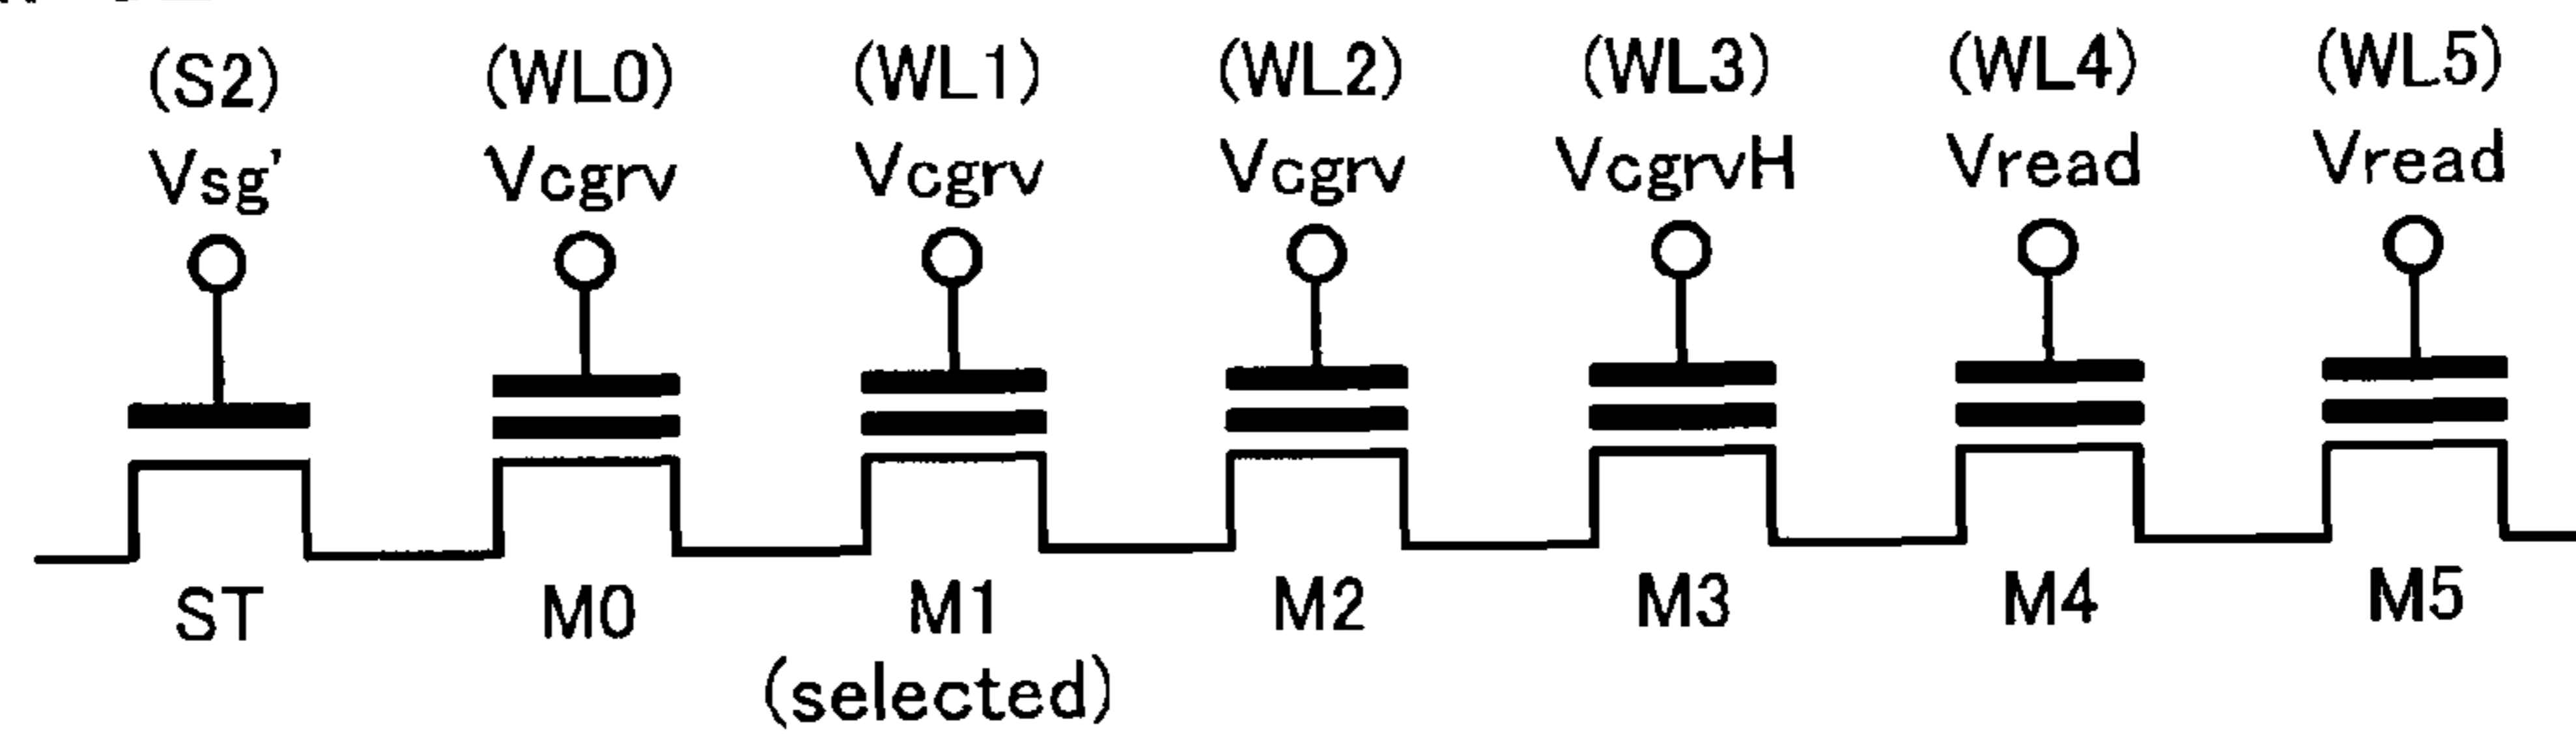 (S2) (WL0) (WL1) (WL2) (WL3) (WL4) (WL5)
Vsg' Vcgrv Vcgrv Vcgrv VcgrvH Vread Vread
ST M0 M1 M2 M3 M4 M5
(selected)